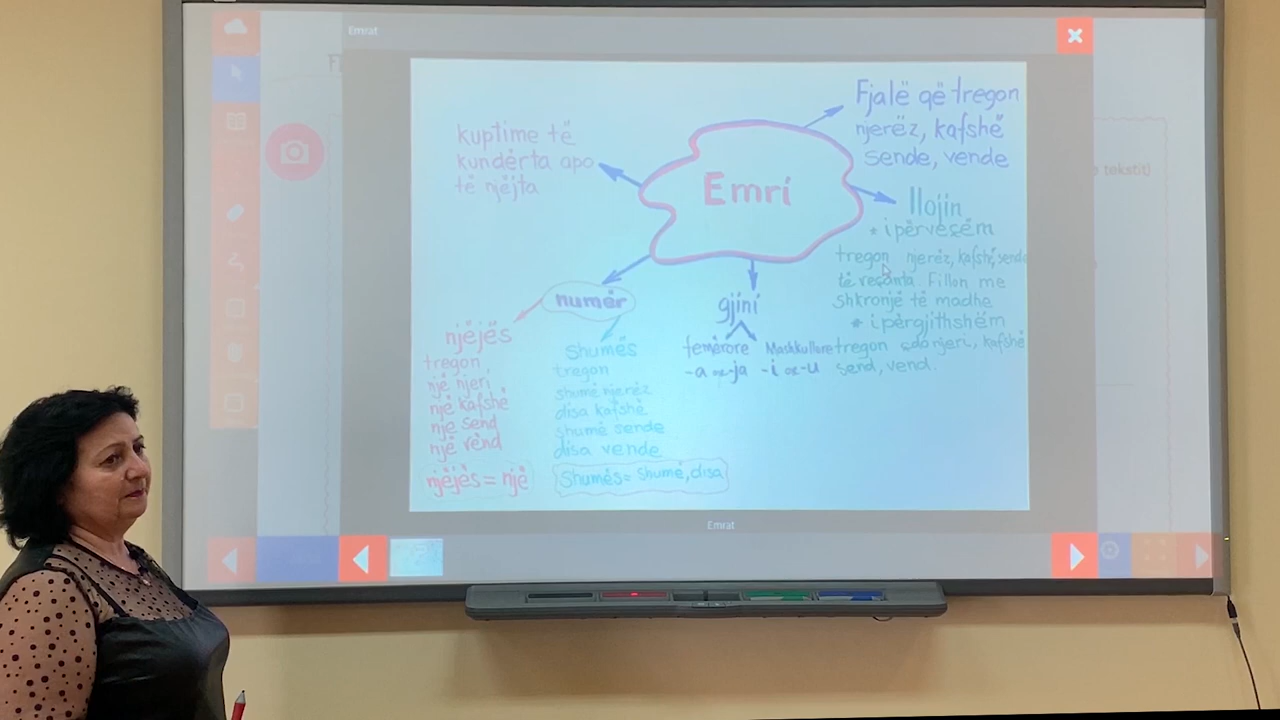 Emrat
Emri
Fjalë që tregon
njerëz, kafshë
sende, vende
llojin
* i përveçëm
tregon njerëz, kafshë, sende
të veçanta. Fillon me
shkronjë të madhe
* i përgjithshëm
tregon çdo njeri, kafshë
send, vend.
kuptime të
kundërta apo
të njëjta
numër
njëjës
tregon
një njeri
një kafshë
një send
një vend
njëjës = një
Shumës
tregon
shumë njerëz
disa kafshë
shumë sende
disa vende
Shumës = shumë, disa
gjini
femërore
-a ose -ja
Mashkullore
-i ose -u
Emrat
tekstit)